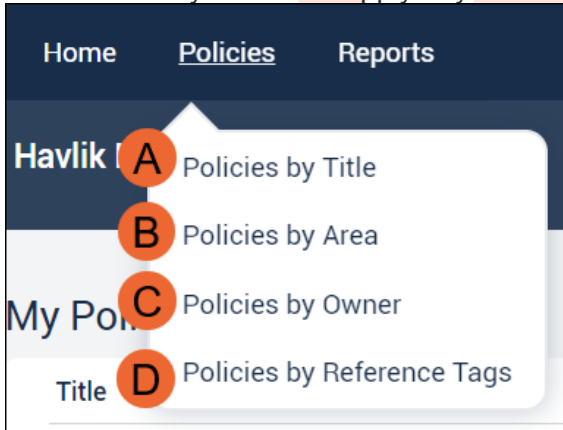 Home Policies Reports
Havlik
A Policies by Title
B Policies by Area
C Policies by Owner
My
D Policies by Reference Tags
Title